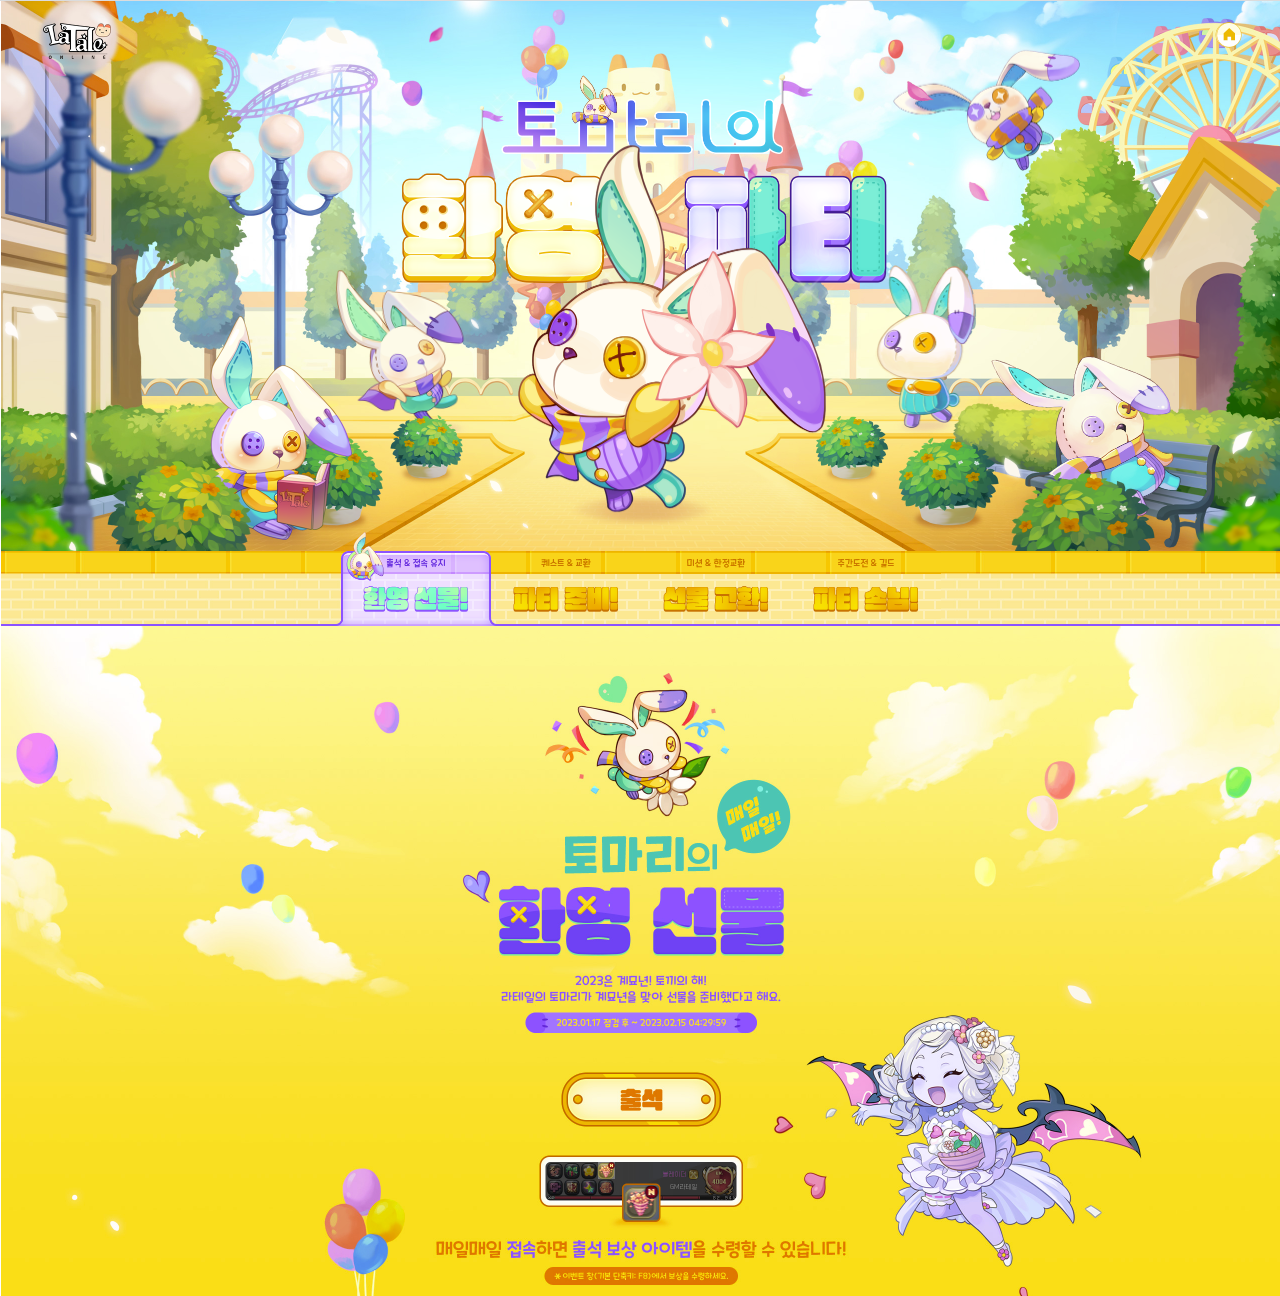 LaTale
ONLINE
토마리의
환영 파티
출석 & 접속 유지
환영 선물!
퀘스트 & 교환
파티 준비!
미션 & 한정교환
선물 교환!
주간도전 & 길드
파티 손님!
매일
매일!
토마리의
환영 선물
2023은 계묘년! 토끼의 해!
라테일의 토마리가 계묘년을 맞아 선물을 준비했다고 해요.
2023.01.17 점검 후 ~ 2023.02.15 04:29:59
출석
GM라테일
4004
N
매일매일 접속하면 출석 보상 아이템을 수령할 수 있습니다!
※ 이벤트 창(기본 단축키: F8)에서 보상을 수령하세요.